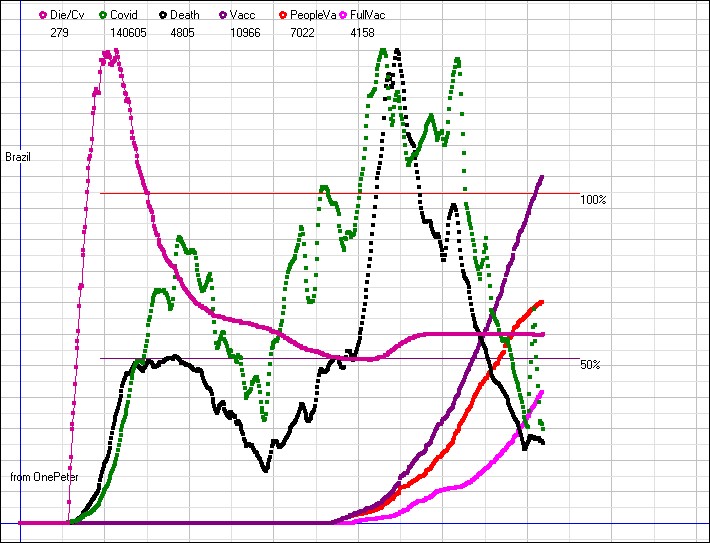 Die/Cv Covid Death Vacc PeopleVa FullVac
279 140605 4805 10966 7022 4158
Brazil
100%
50%
from OnePeter